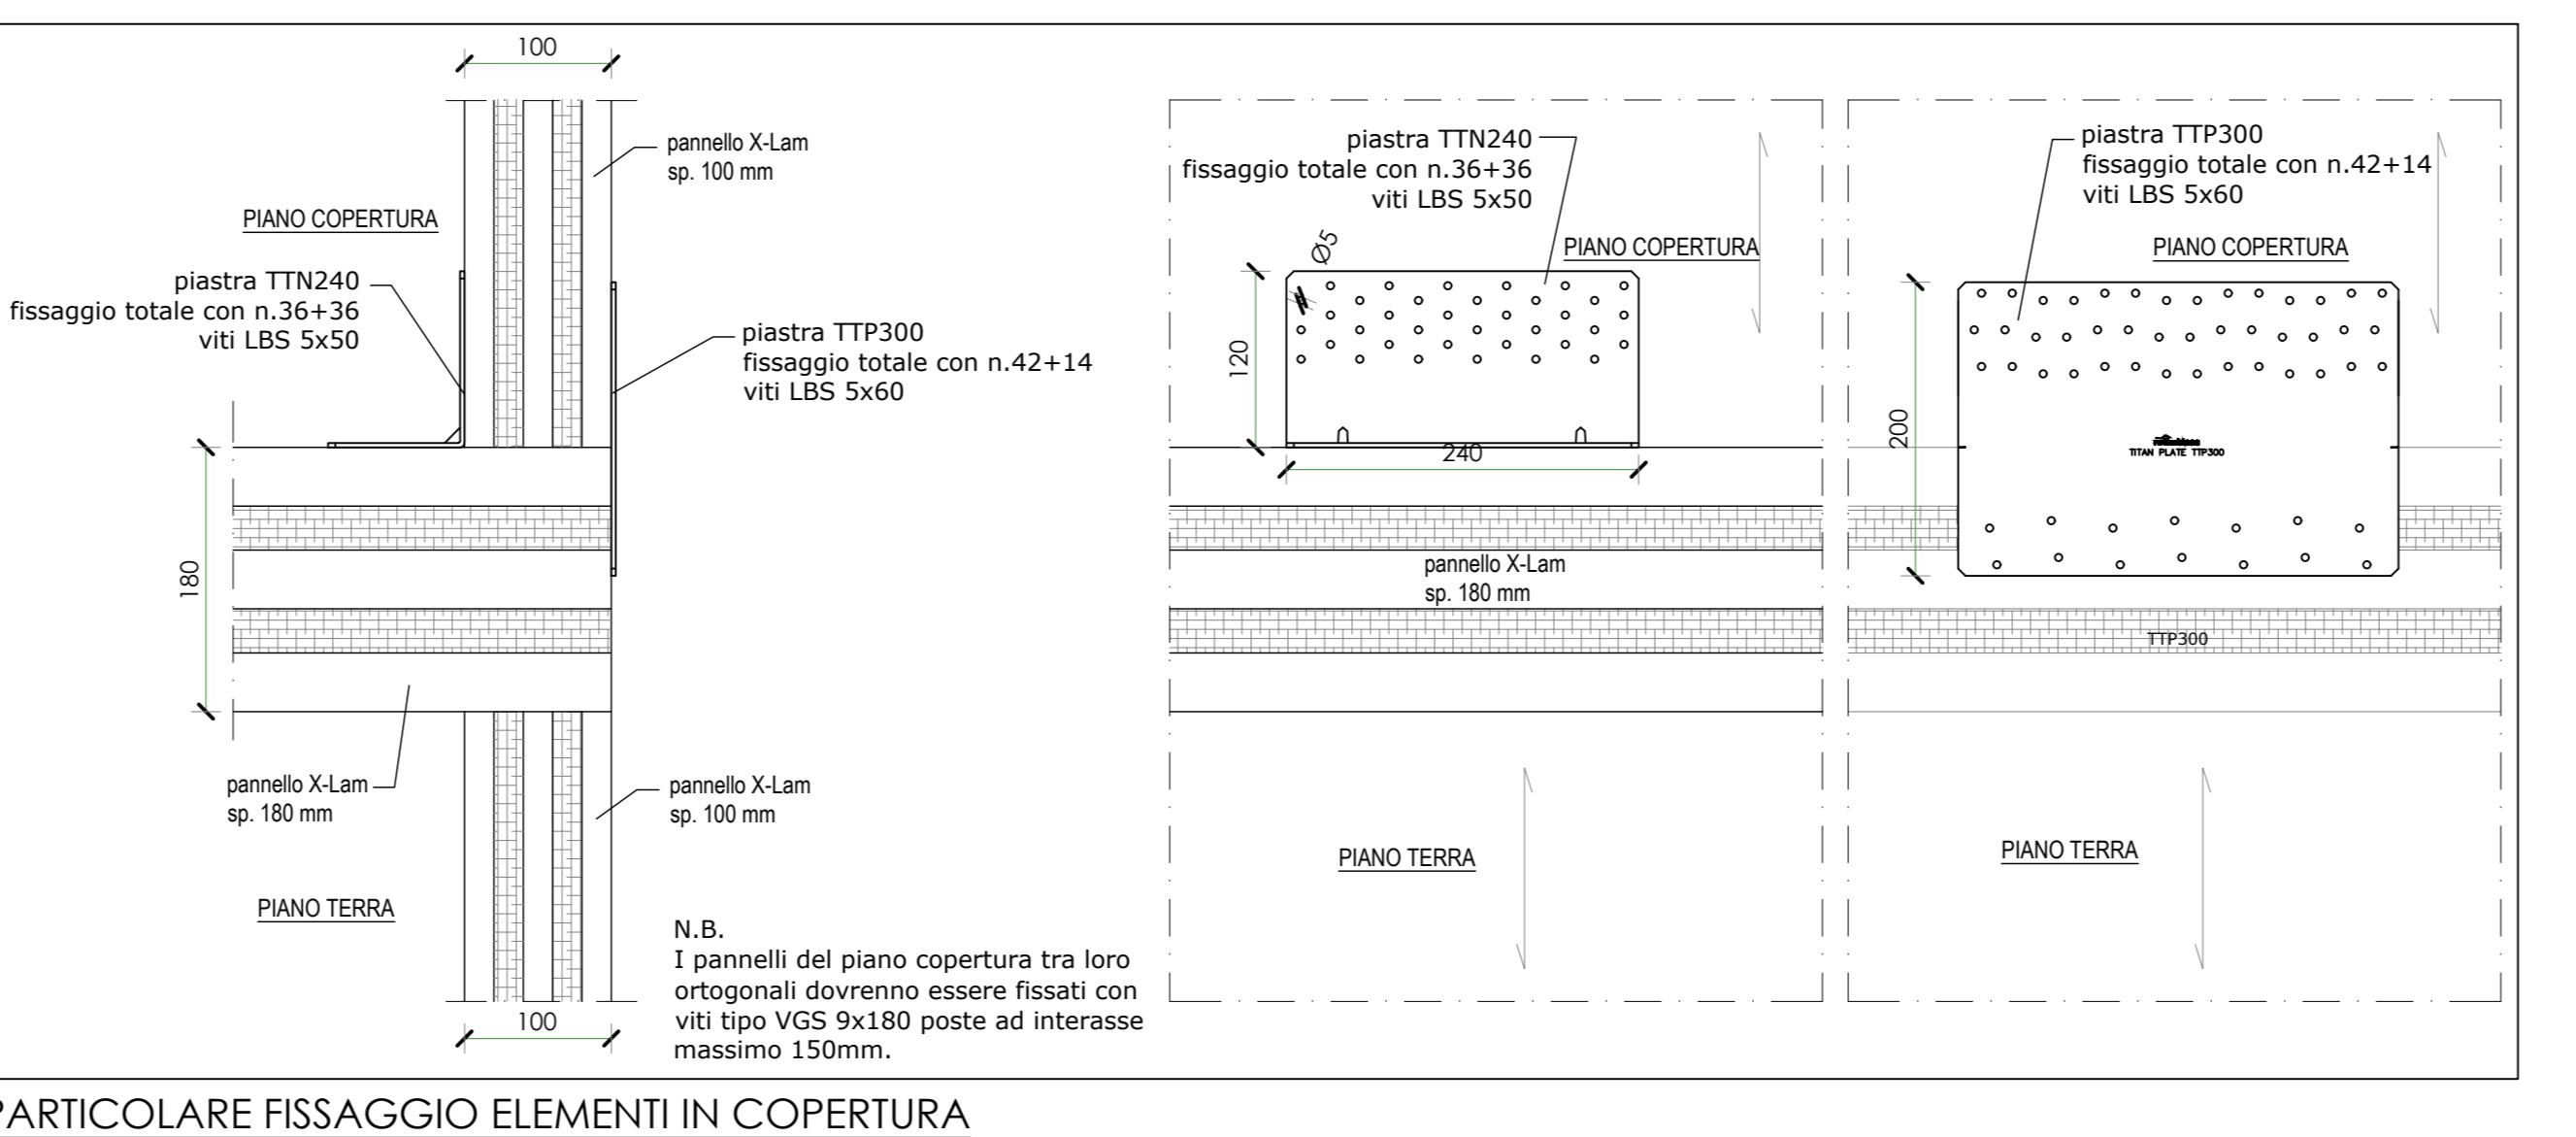 100
pannello X-Lam
sp. 100 mm
PIANO COPERTURA
piastra TTN240
fissaggio totale con n.36+36
viti LBS 5x50
piastra TTP300
fissaggio totale con n.42+14
viti LBS 5x60
180
pannello X-Lam
sp. 180 mm
pannello X-Lam
sp. 100 mm
PIANO TERRA
100
N.B.
I pannelli del piano copertura tra loro
ortogonali dovrenno essere fissati con
viti tipo VGS 9x180 poste ad interasse
massimo 150mm.
piastra TTN240
fissaggio totale con n.36+36
viti LBS 5x50
PIANO COPERTURA
Ø5
120
240
pannello X-Lam
sp. 180 mm
PIANO TERRA
piastra TTP300
fissaggio totale con n.42+14
viti LBS 5x60
PIANO COPERTURA
200
TITAN PLATE TTP300
TTP300
PIANO TERRA
PARTICOLARE FISSAGGIO ELEMENTI IN COPERTURA